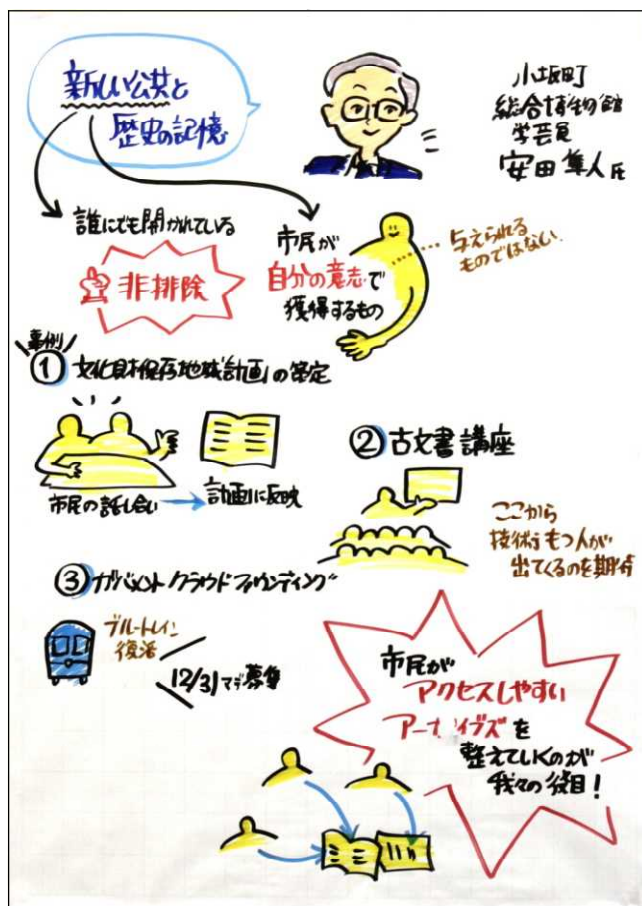 新しい公共と
歴史の記憶
小坂町
総合博物館
学芸員
安田隼人氏
誰にでも開かれている
非排除
市民が
自分の意志で
獲得するもの
与えられる
ものではない
事例
① 文化財保存地域計画の策定
市民の話し合い
計画に反映
② 古文書講座
ここから
技術もつ人が
出てくるのを期待
③ ガバメントクラウドファウンディング
ブルートレイン
復活
12/31マデ募集
市民が
アクセスしやすい
アーカイブズを
整えていくのが
我々の役目!